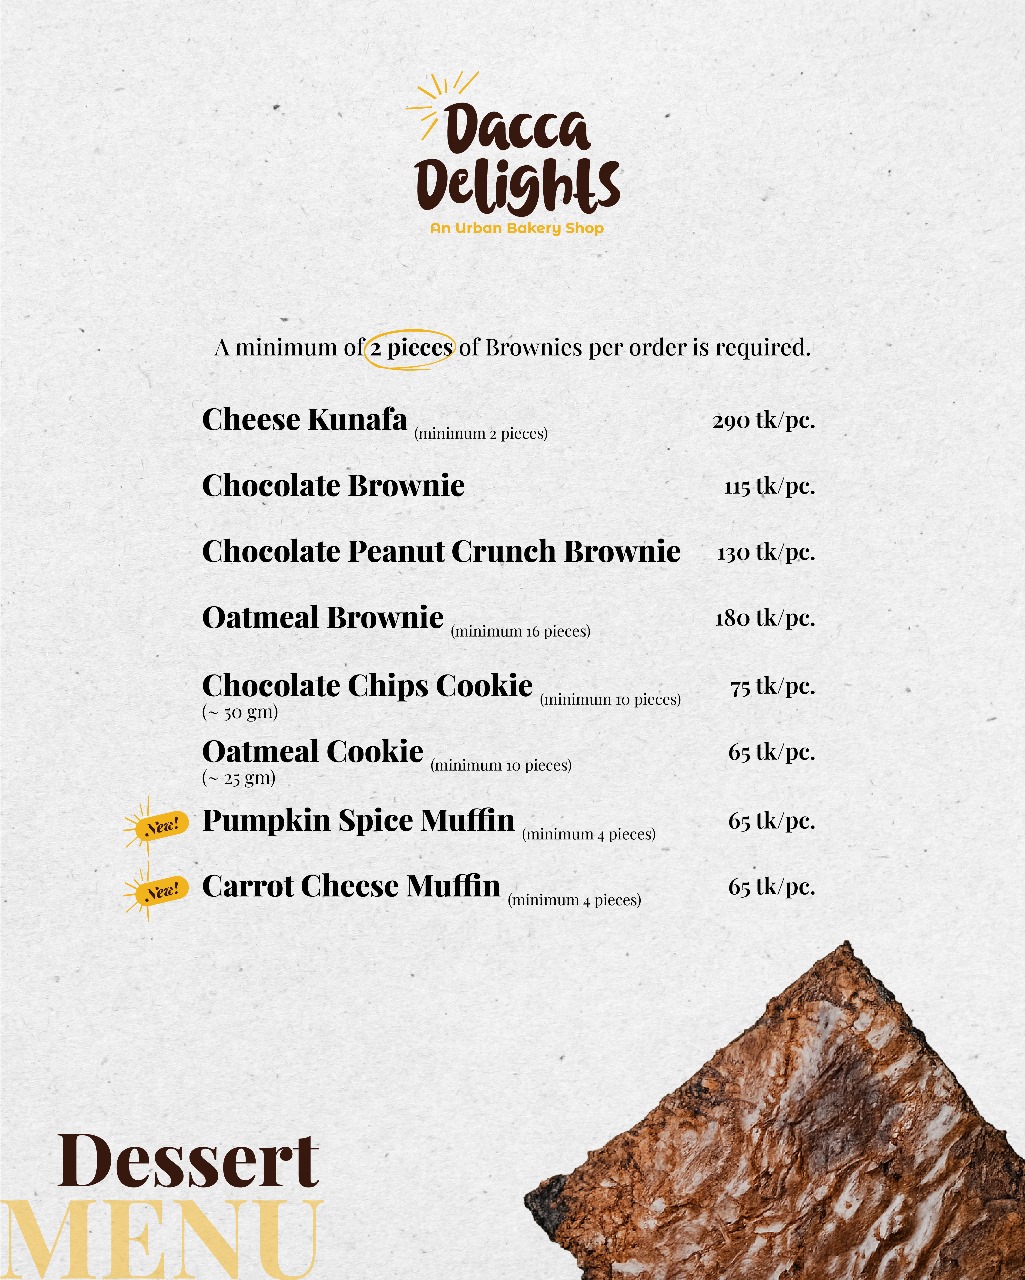 Dacca
Delights
An Urban Bakery Shop
A minimum of 2 pieces of Brownies per order is required.
Cheese Kunafa (minimum 2 pieces) 290 tk/pc.
Chocolate Brownie 115 tk/pc.
Chocolate Peanut Crunch Brownie 130 tk/pc.
Oatmeal Brownie (minimum 16 pieces) 180 tk/pc.
Chocolate Chips Cookie (minimum 10 pieces) 75 tk/pc.
(~ 30 gm)
Oatmeal Cookie (minimum 10 pieces) 65 tk/pc.
(~ 25 gm)
New! Pumpkin Spice Muffin (minimum 4 pieces) 65 tk/pc.
New! Carrot Cheese Muffin (minimum 4 pieces) 65 tk/pc.
Dessert
MENU